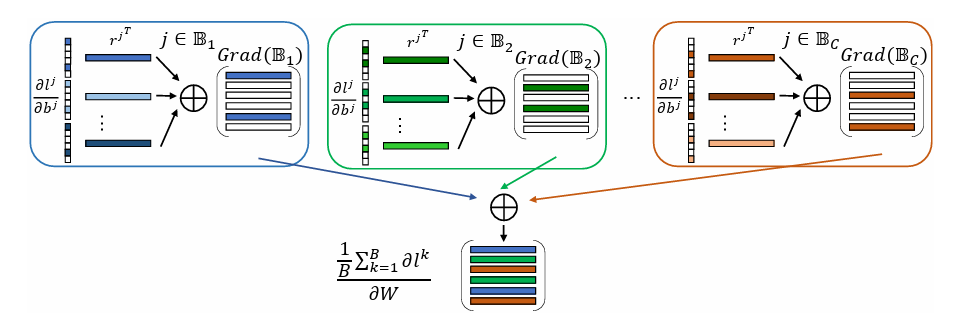 ∂l^j/∂b^j
r^{j^T}
j ∈ 𝔹_1
Grad(𝔹_1)
⋮
∂l^j/∂b^j
r^{j^T}
j ∈ 𝔹_2
Grad(𝔹_2)
⋮
...
∂l^j/∂b^j
r^{j^T}
j ∈ 𝔹_C
Grad(𝔹_C)
⋮
1/B ∑_{k=1}^B ∂l^k / ∂W